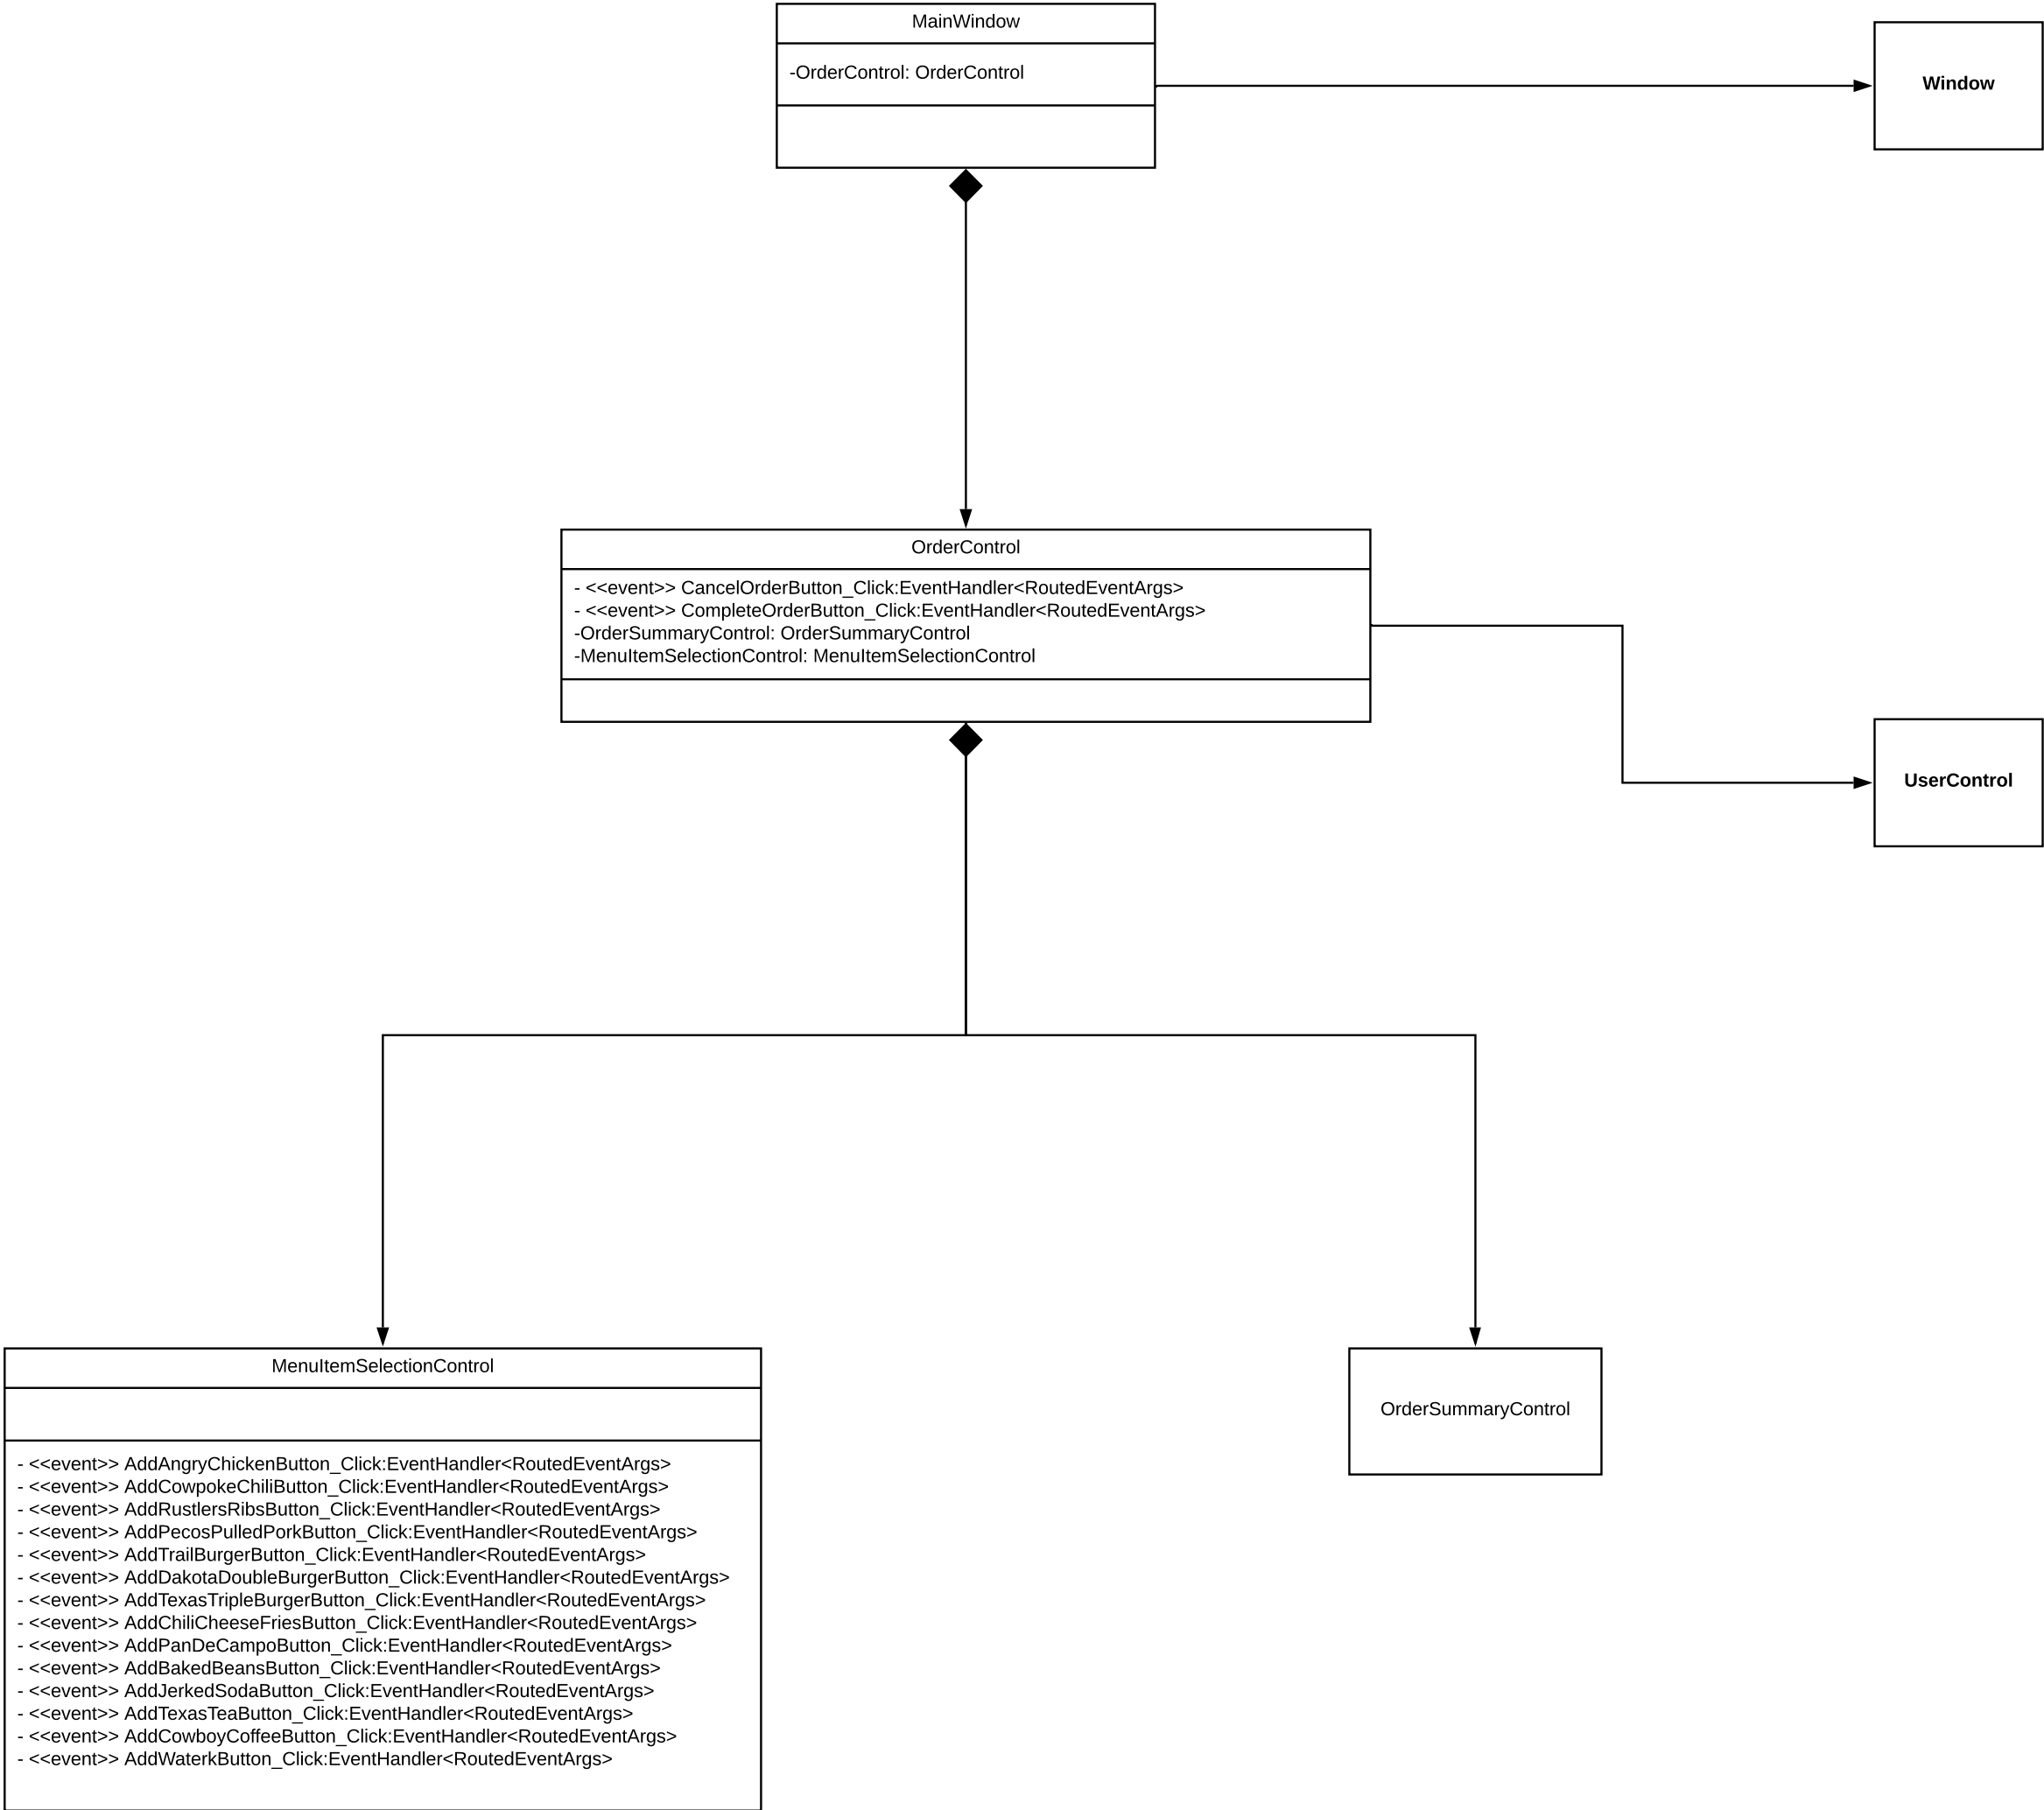 MainWindow
-OrderControl: OrderControl
Window
OrderControl
- <<event>> CancelOrderButton_Click:EventHandler<RoutedEventArgs>
- <<event>> CompleteOrderButton_Click:EventHandler<RoutedEventArgs>
-OrderSummaryControl: OrderSummaryControl
-MenuItemSelectionControl: MenuItemSelectionControl
UserControl
MenuItemSelectionControl
- <<event>> AddAngryChickenButton_Click:EventHandler<RoutedEventArgs>
- <<event>> AddCowpokeChiliButton_Click:EventHandler<RoutedEventArgs>
- <<event>> AddRustlersRibsButton_Click:EventHandler<RoutedEventArgs>
- <<event>> AddPecosPulledPorkButton_Click:EventHandler<RoutedEventArgs>
- <<event>> AddTrailBurgerButton_Click:EventHandler<RoutedEventArgs>
- <<event>> AddDakotaDoubleBurgerButton_Click:EventHandler<RoutedEventArgs>
- <<event>> AddTexasTripleBurgerButton_Click:EventHandler<RoutedEventArgs>
- <<event>> AddChiliCheeseFriesButton_Click:EventHandler<RoutedEventArgs>
- <<event>> AddPanDeCampoButton_Click:EventHandler<RoutedEventArgs>
- <<event>> AddBakedBeansButton_Click:EventHandler<RoutedEventArgs>
- <<event>> AddJerkedSodaButton_Click:EventHandler<RoutedEventArgs>
- <<event>> AddTexasTeaButton_Click:EventHandler<RoutedEventArgs>
- <<event>> AddCowboyCoffeeButton_Click:EventHandler<RoutedEventArgs>
- <<event>> AddWaterkButton_Click:EventHandler<RoutedEventArgs>
OrderSummaryControl